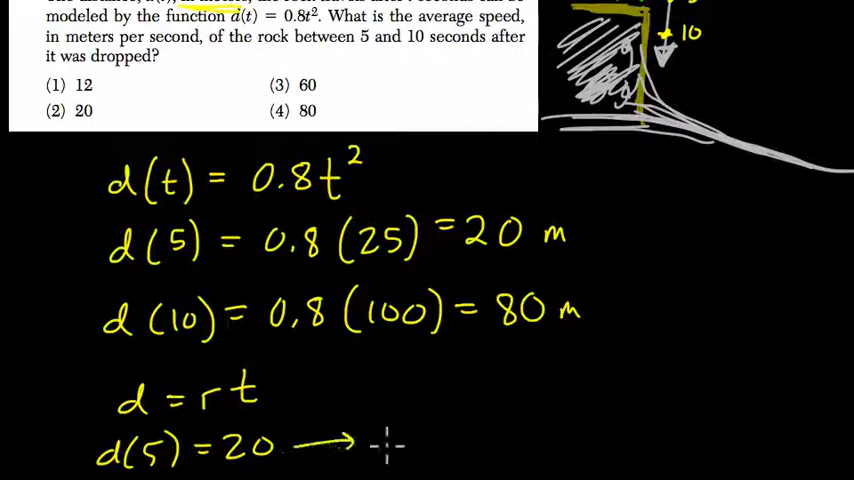 modeled by the function d(t) = 0.8t². What is the average speed,
in meters per second, of the rock between 5 and 10 seconds after
it was dropped?
(1) 12
(3) 60
(2) 20
(4) 80
10
d(t) = 0.8t²
d(5) = 0.8(25) = 20 m
d(10) = 0.8(100) = 80 m
d = rt
d(5) = 20 →